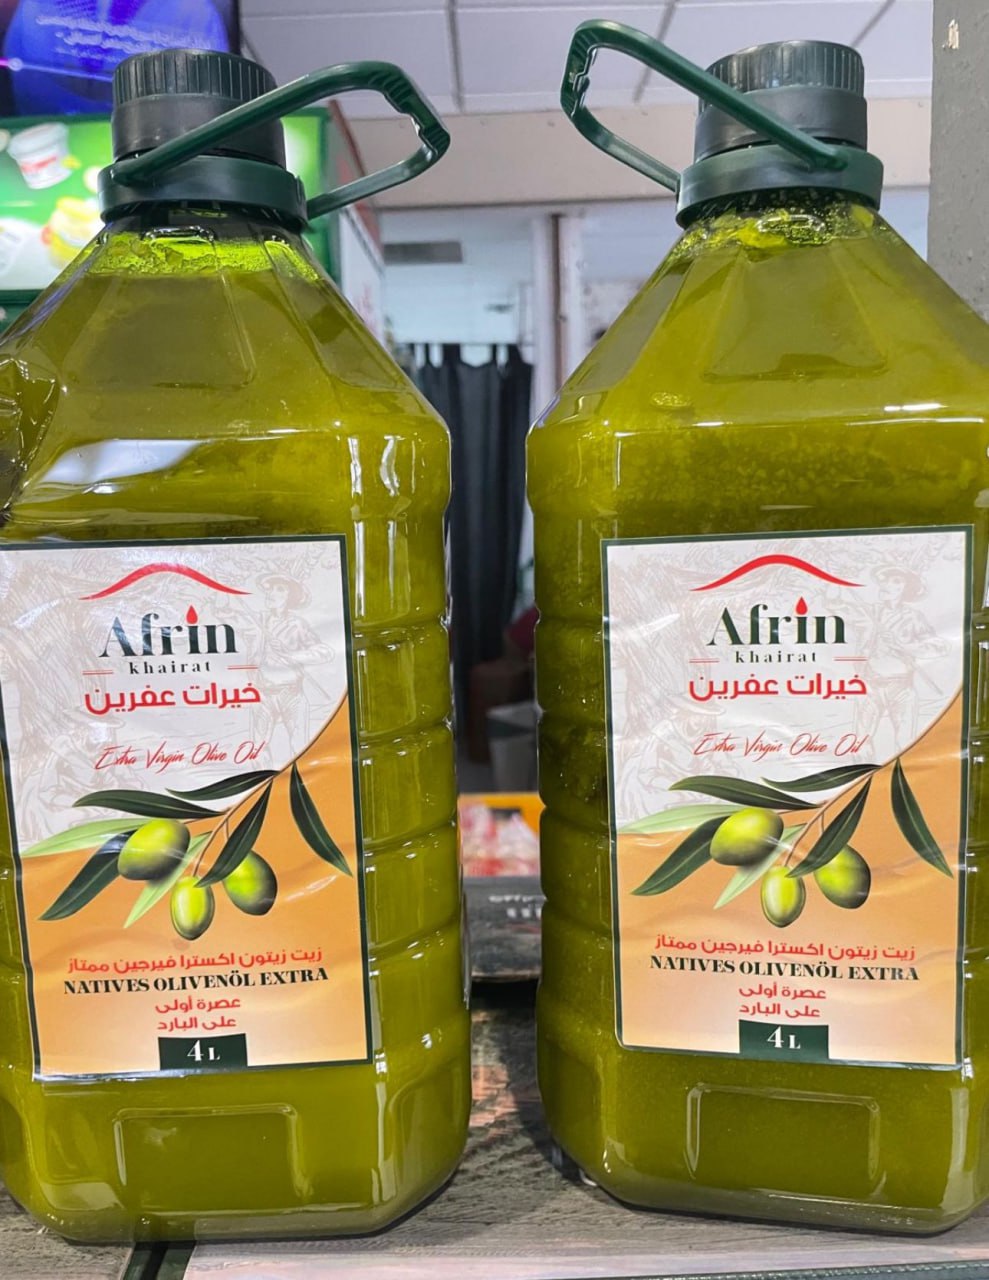 Afrin
khairat
خيرات عفرين
Extra Virgin Olive Oil
زيت زيتون اكسترا فيرجين ممتاز
NATIVES OLIVENÖL EXTRA
عصرة أولى
على البارد
4L
Afrin
khairat
خيرات عفرين
Extra Virgin Olive Oil
زيت زيتون اكسترا فيرجين ممتاز
NATIVES OLIVENÖL EXTRA
عصرة أولى
على البارد
4L